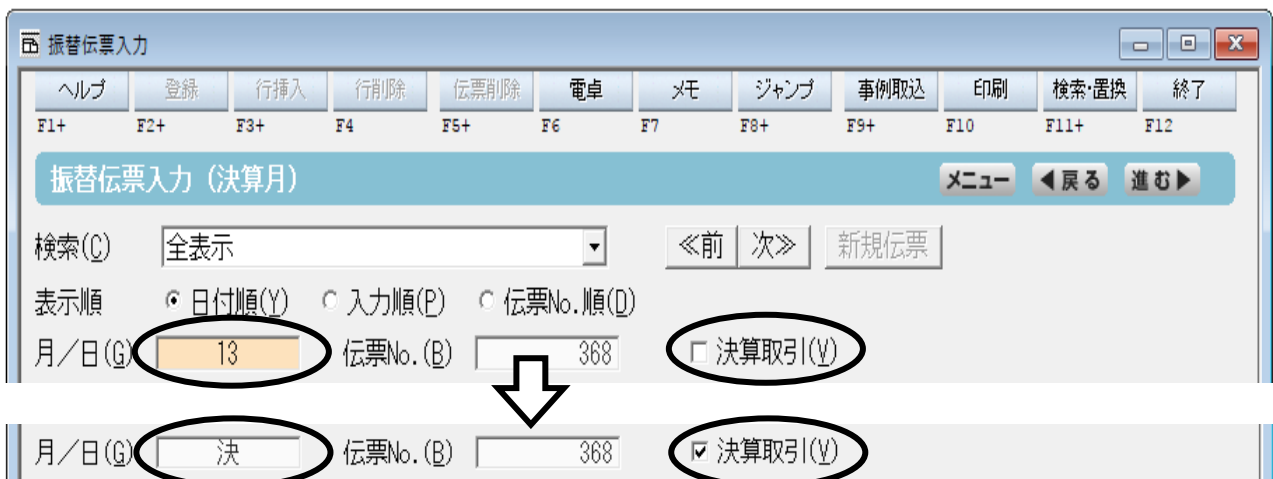 振替伝票入力
ヘルプ 登録 行挿入 行削除 伝票削除 電卓 メモ ジャンプ 事例取込 印刷 検索・置換 終了
F1+ F2+ F3+ F4 F5+ F6 F7 F8+ F9+ F10 F11+ F12
振替伝票入力（決算月） メニュー ◀戻る 進む▶
検索(C) 全表示 ≪前 次≫ 新規伝票
表示順 日付順(Y) 入力順(P) 伝票No.順(D)
月／日(G) 13 伝票No.(B) 368 決算取引(V)
月／日(G) 決 伝票No.(B) 368 決算取引(V)